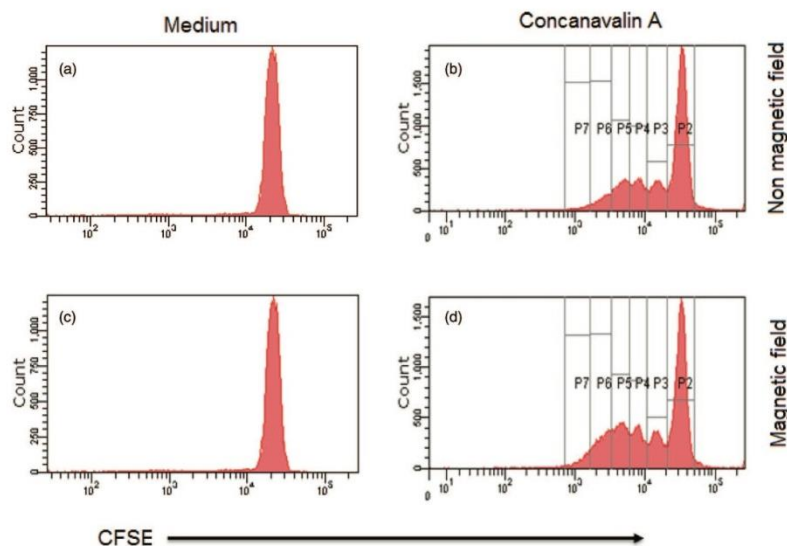 Medium
Concanavalin A
(a)
Count
1,000
750
500
250
0
10²
10³
10⁴
10⁵
(b)
Count
1,500
1,000
500
0
P7 P6 P5 P4 P3 P2
0 10¹ 10² 10³ 10⁴ 10⁵
Non magnetic field
(c)
Count
1,000
750
500
250
0
10²
10³
10⁴
10⁵
(d)
Count
1,500
1,000
500
0
P7 P6 P5 P4 P3 P2
0 10¹ 10² 10³ 10⁴ 10⁵
Magnetic field
CFSE